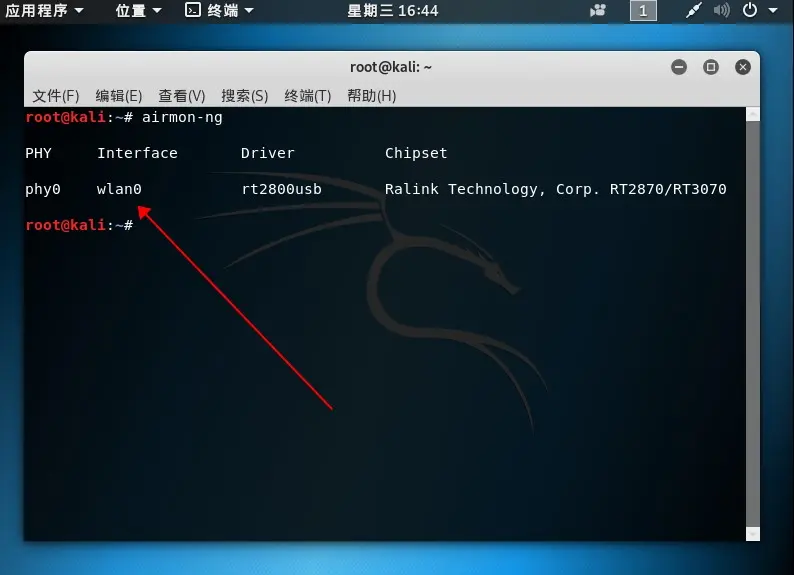 应用程序 位置 终端 星期三 16:44 1
root@kali: ~
文件(F) 编辑(E) 查看(V) 搜索(S) 终端(T) 帮助(H)
root@kali:~# airmon-ng
PHY Interface Driver Chipset
phy0 wlan0 rt2800usb Ralink Technology, Corp. RT2870/RT3070
root@kali:~#